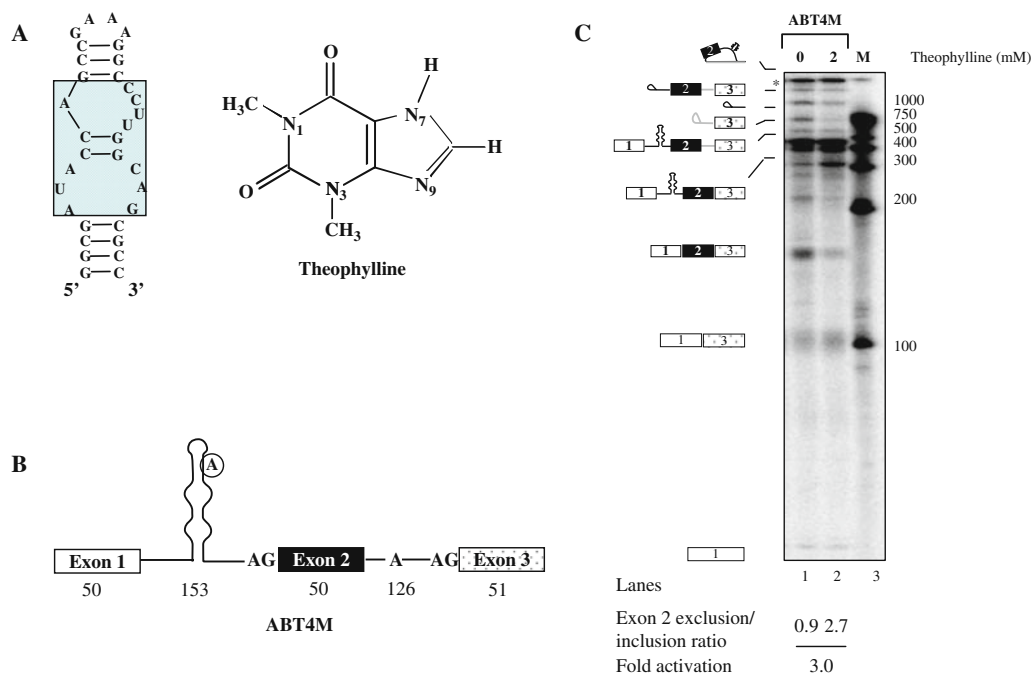 A
A A
G A
C G
C G
G C
A C
C
U
U
C G
C G
A C
U A
A G
G C
C G
G C
G C
5' 3'
O
H
H₃C
N₁
N₇
H
O
N₃
N₉
CH₃
Theophylline
B
A
Exon 1 AG Exon 2 A AG Exon 3
50 153 50 126 51
ABT4M
C
ABT4M
0 2 M Theophylline (mM)
2
*
2 3
3
1 2 3
1 2 3
1 2 3
1 3
1
1000
750
500
400
300
200
100
Lanes 1 2 3
Exon 2 exclusion/
inclusion ratio 0.9 2.7
Fold activation 3.0